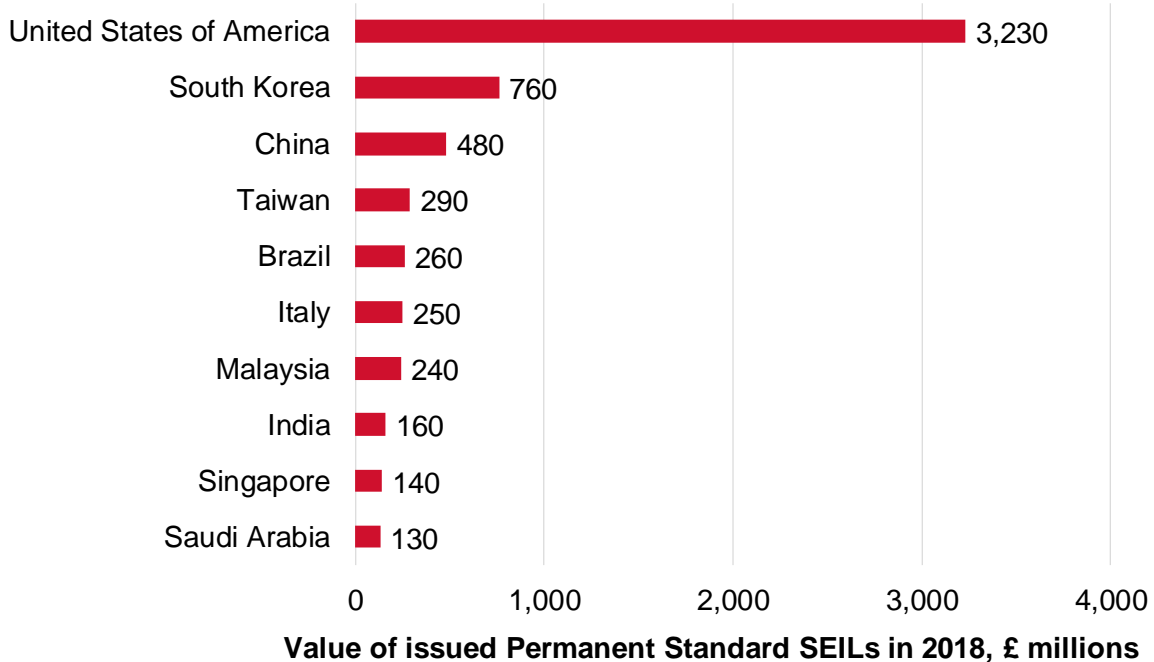 United States of America 3,230
South Korea 760
China 480
Taiwan 290
Brazil 260
Italy 250
Malaysia 240
India 160
Singapore 140
Saudi Arabia 130
0 1,000 2,000 3,000 4,000
Value of issued Permanent Standard SEILs in 2018, £ millions